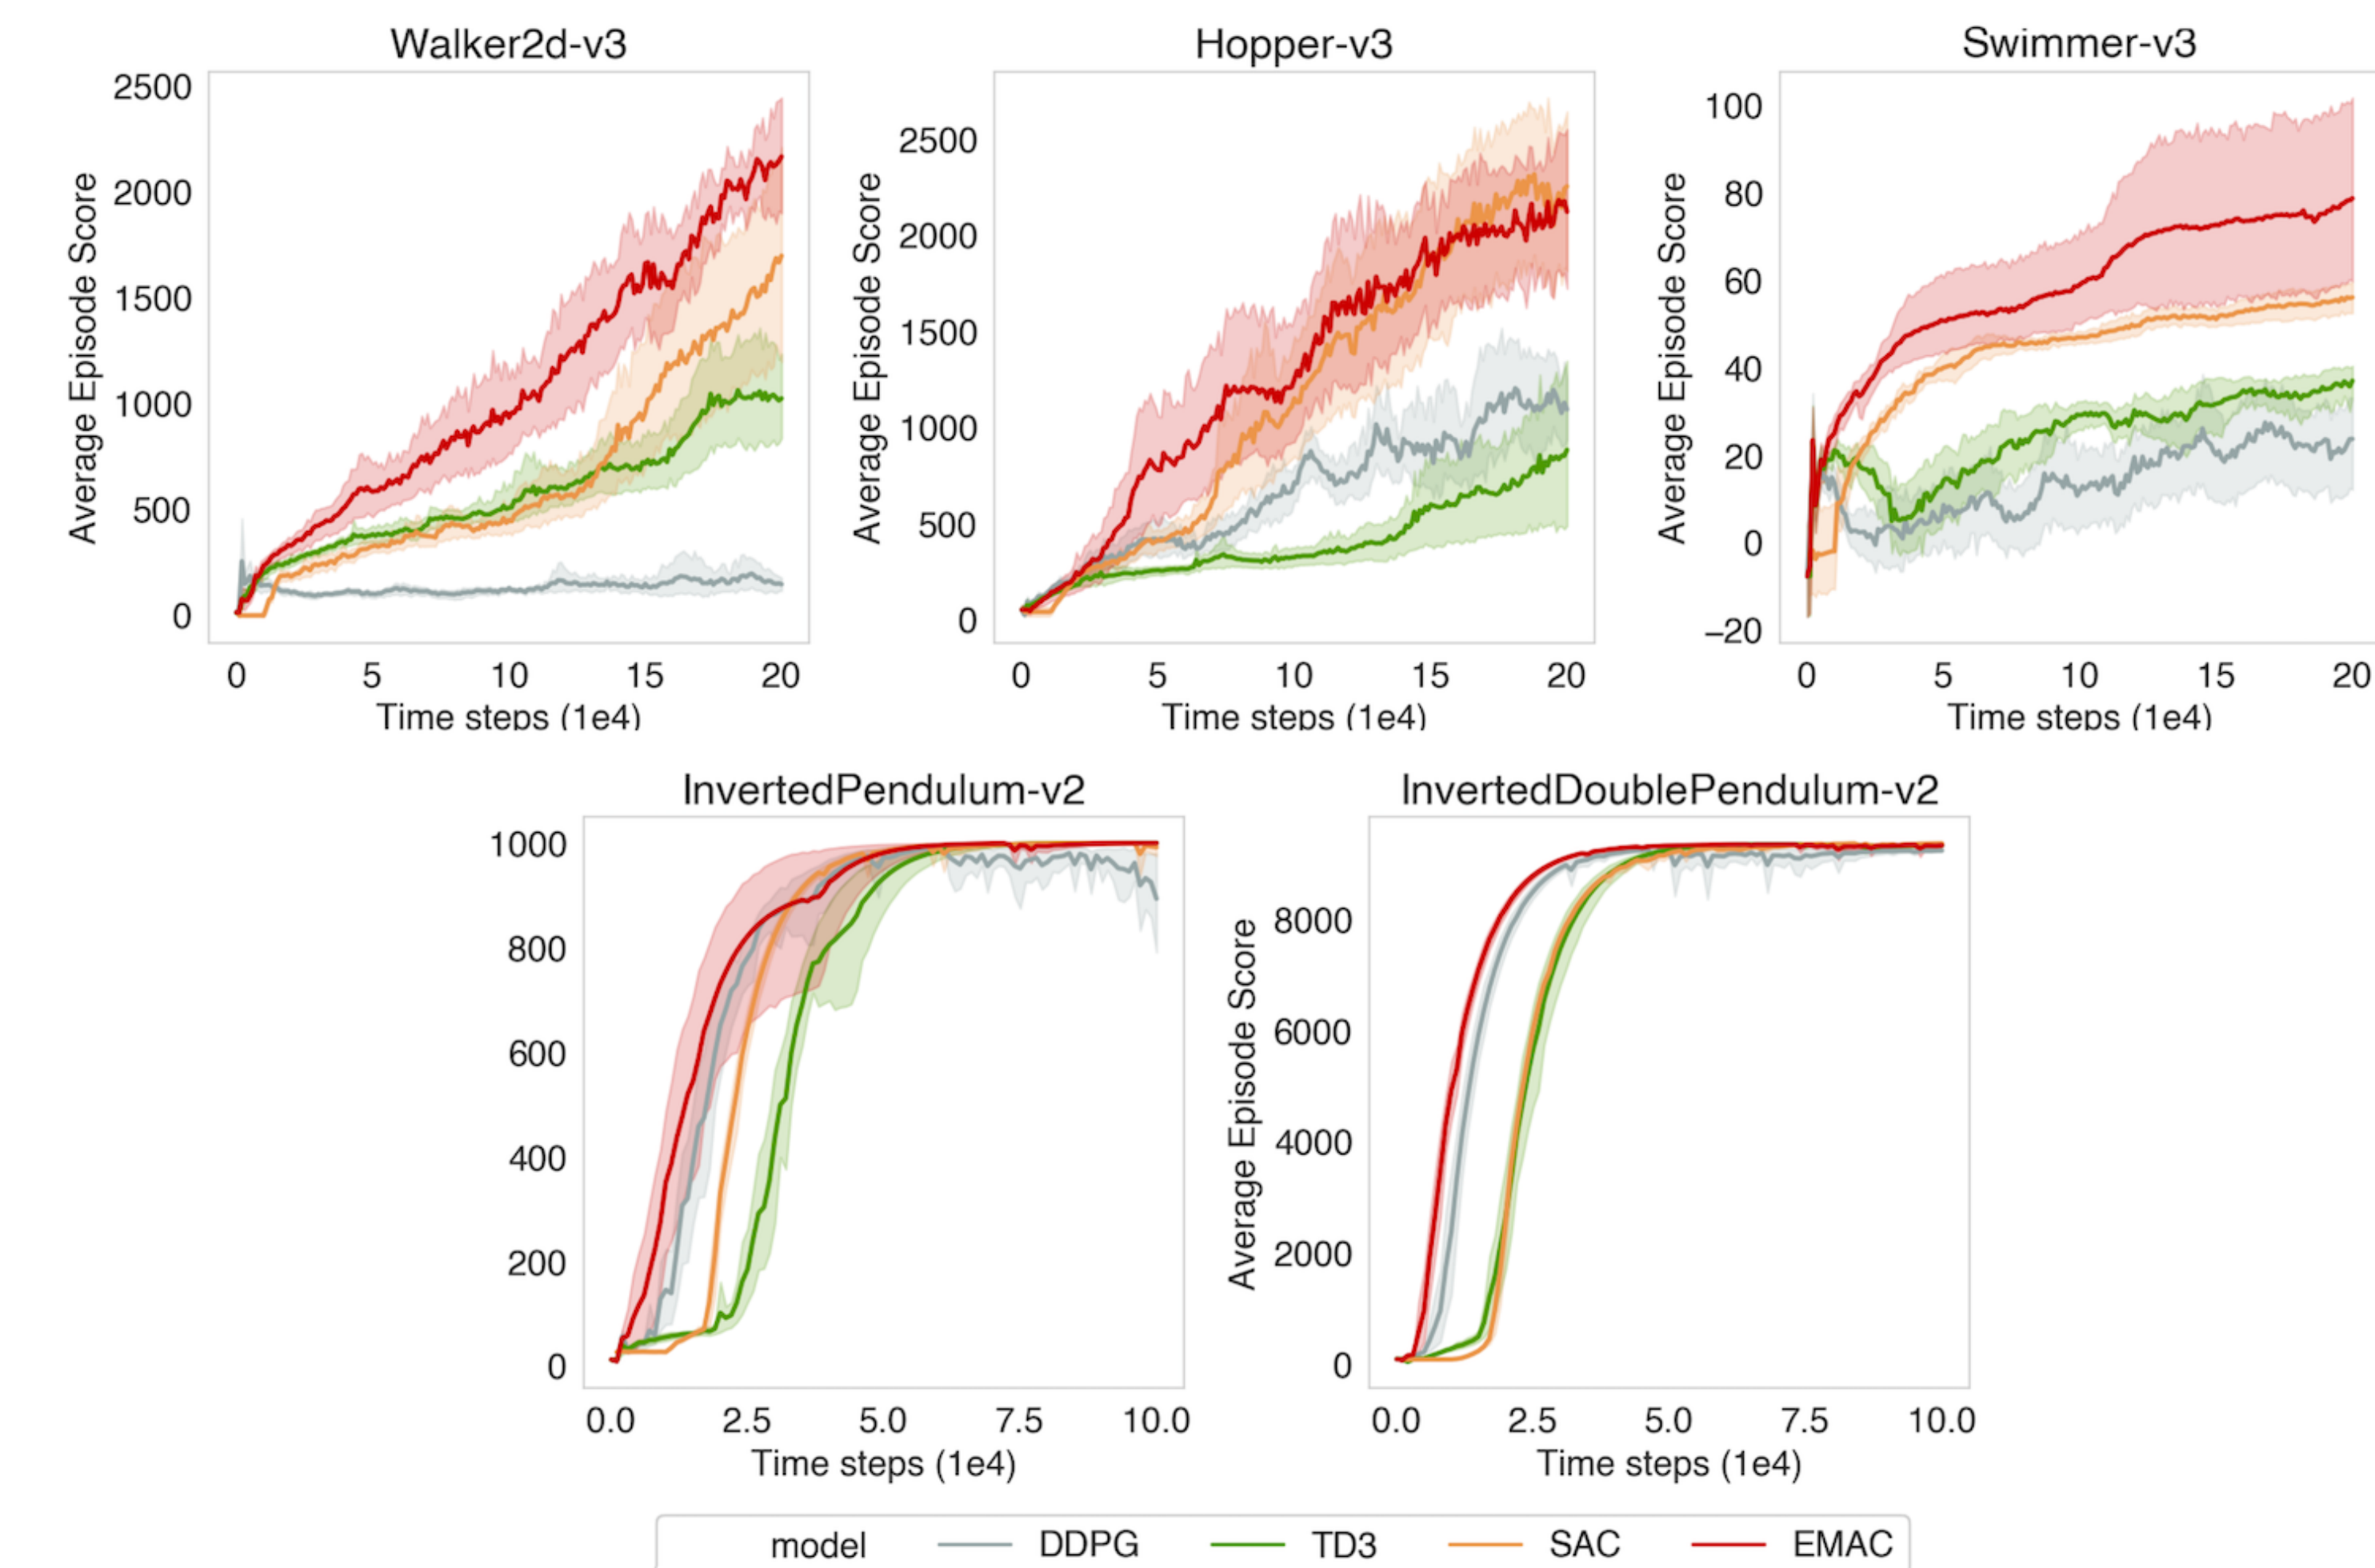 Walker2d-v3 Hopper-v3 Swimmer-v3
Average Episode Score
2500
2000
1500
1000
500
0
0 5 10 15 20
Time steps (1e4)
Average Episode Score
2500
2000
1500
1000
500
0
0 5 10 15 20
Time steps (1e4)
Average Episode Score
100
80
60
40
20
0
−20
0 5 10 15 20
Time steps (1e4)
InvertedPendulum-v2 InvertedDoublePendulum-v2
1000
800
600
400
200
0
0.0 2.5 5.0 7.5 10.0
Time steps (1e4)
Average Episode Score
8000
6000
4000
2000
0
0.0 2.5 5.0 7.5 10.0
Time steps (1e4)
model DDPG TD3 SAC EMAC